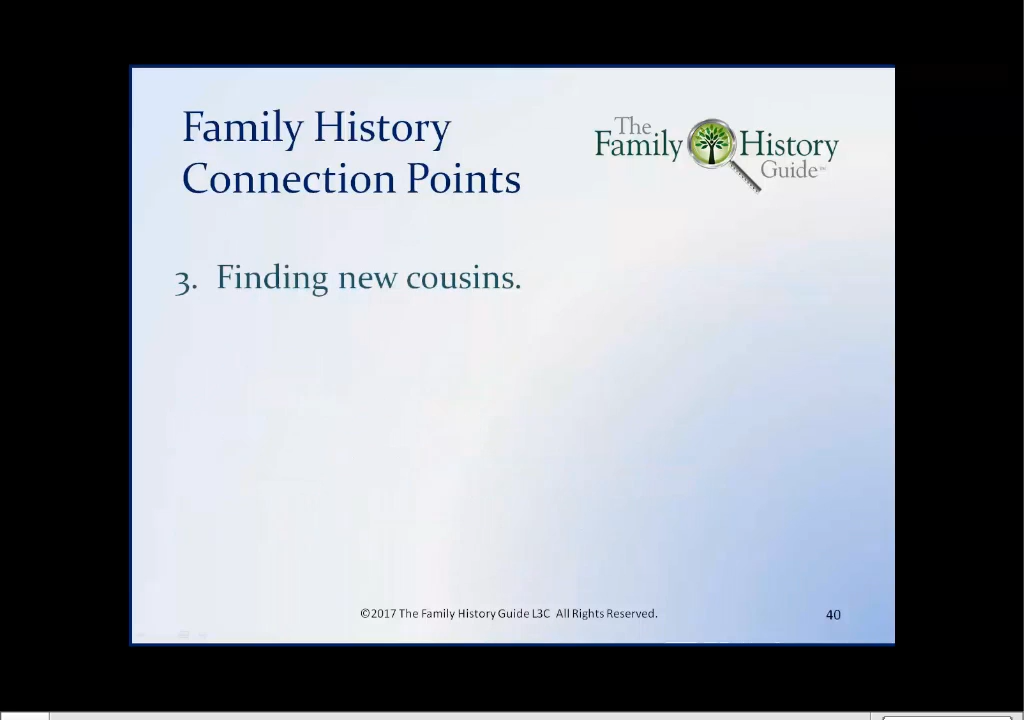 Family History
Connection Points
The
Family History
Guide
3. Finding new cousins.
©2017 The Family History Guide L3C All Rights Reserved.
40